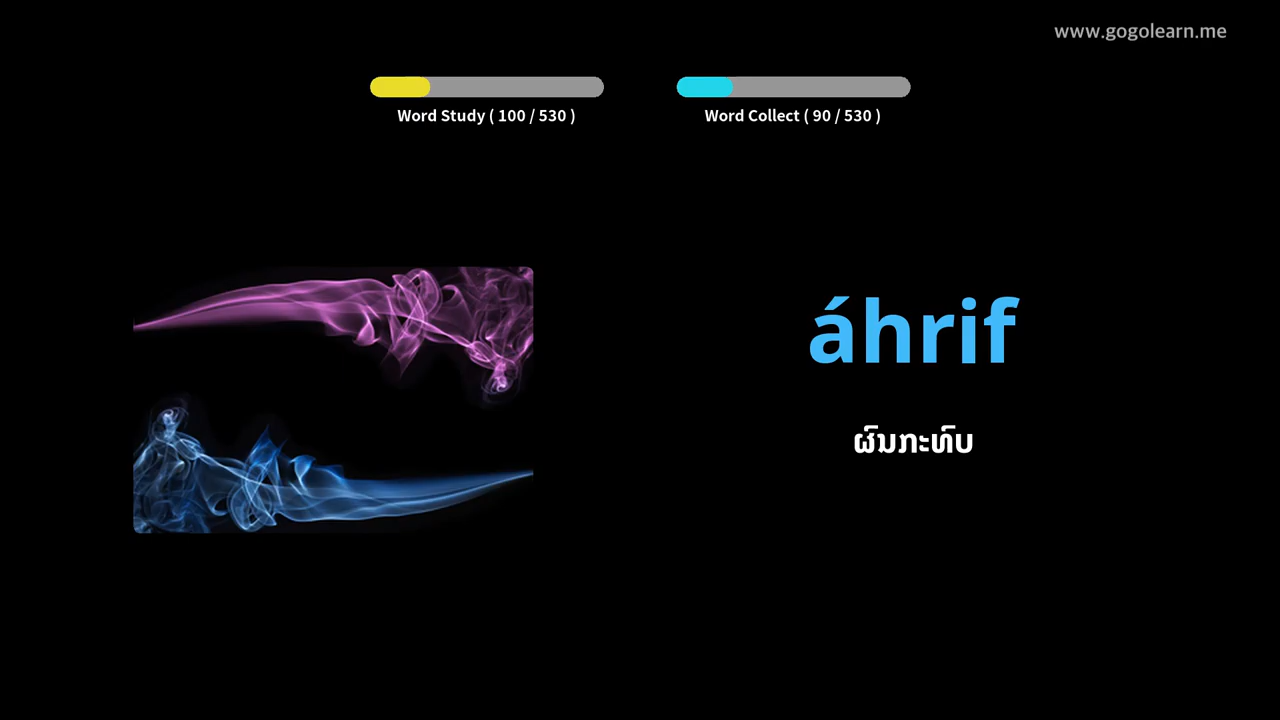 www.gogolearn.me
Word Study ( 100 / 530 )
Word Collect ( 90 / 530 )
áhrif
ຜົນກະທົບ